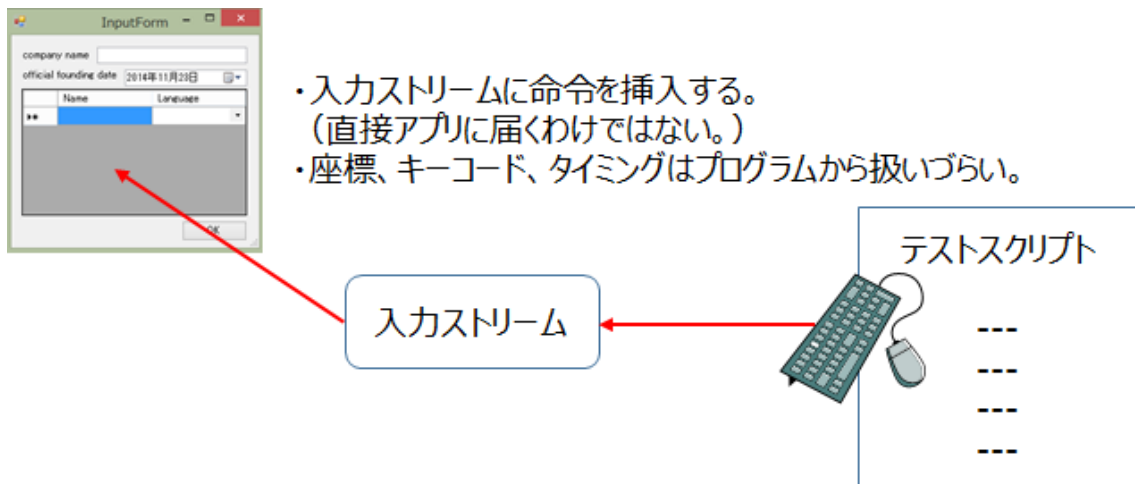 InputForm
company name
official founding date 2014年11月23日
Name Language
OK
・入力ストリームに命令を挿入する。
（直接アプリに届くわけではない。）
・座標、キーコード、タイミングはプログラムから扱いづらい。
テストスクリプト
入力ストリーム
---
---
---
---